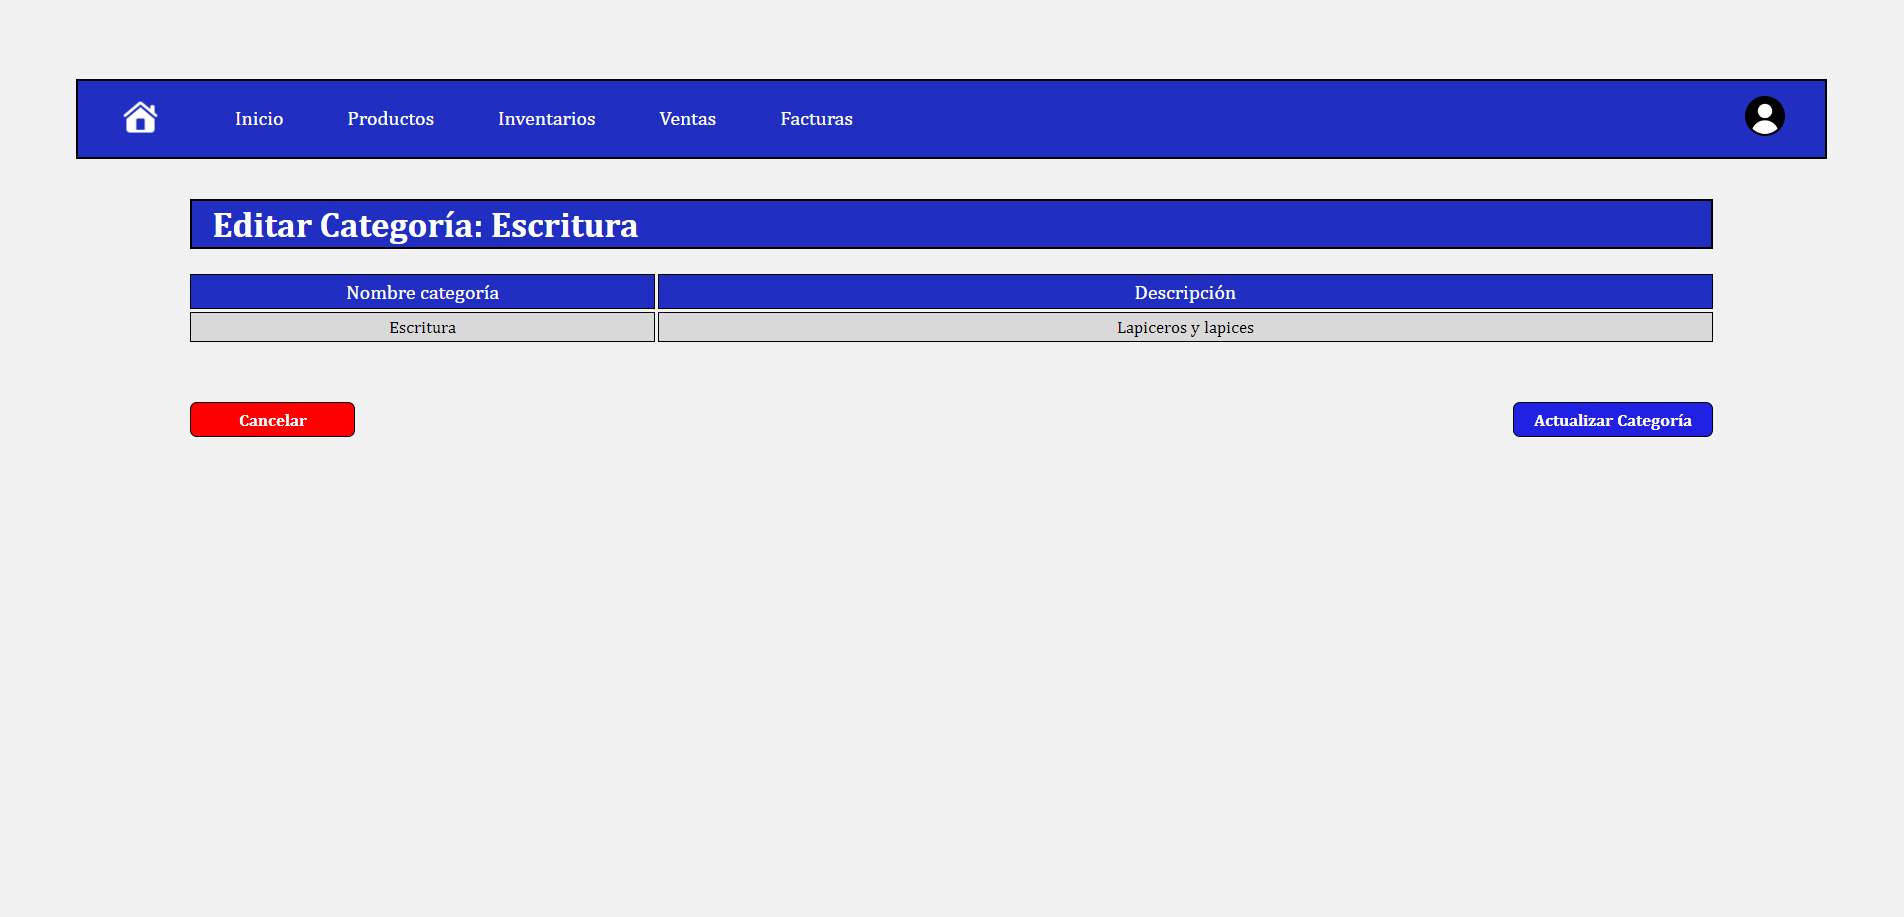 Inicio Productos Inventarios Ventas Facturas
Editar Categoría: Escritura
Nombre categoría Descripción
Escritura Lapiceros y lapices
Cancelar Actualizar Categoría